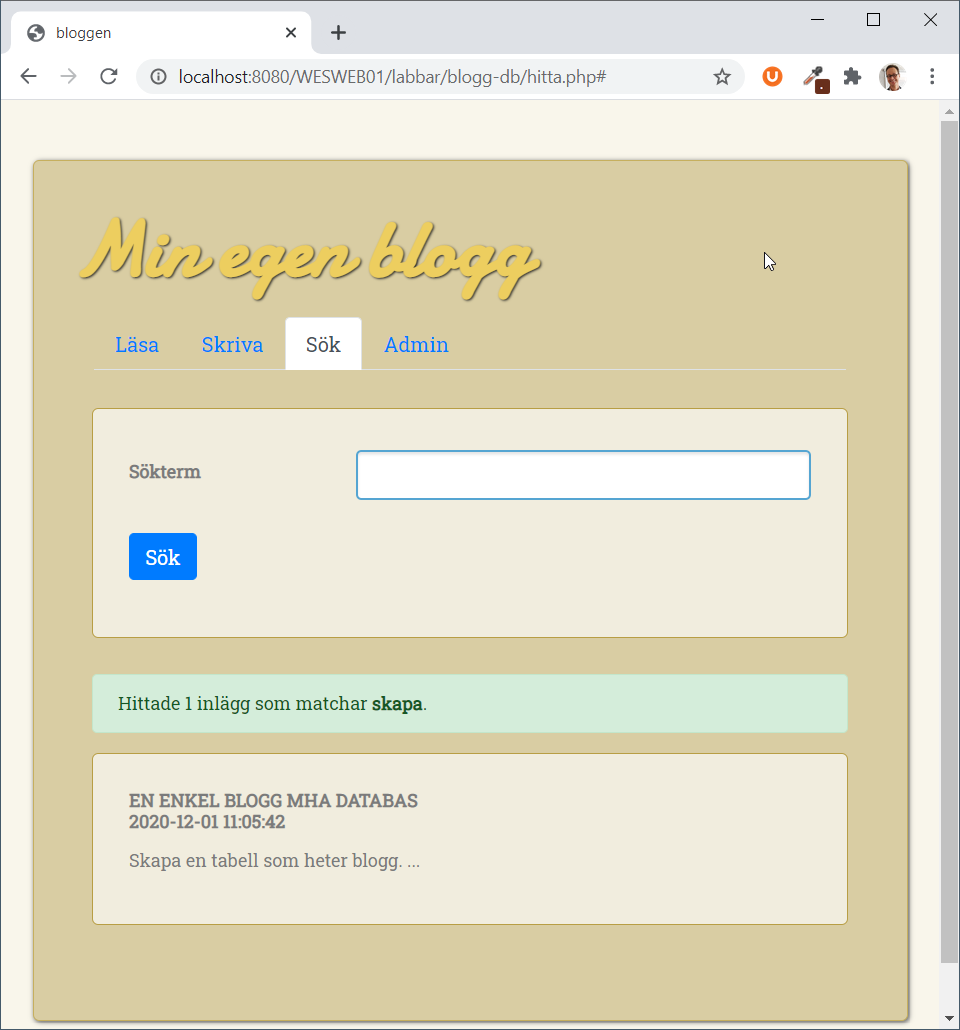 bloggen
localhost:8080/WESWEB01/labbar/blogg-db/hitta.php#
Min egen blogg
Läsa Skriva Sök Admin
Sökterm
Sök
Hittade 1 inlägg som matchar skapa.
EN ENKEL BLOGG MHA DATABAS
2020-12-01 11:05:42
Skapa en tabell som heter blogg. ...